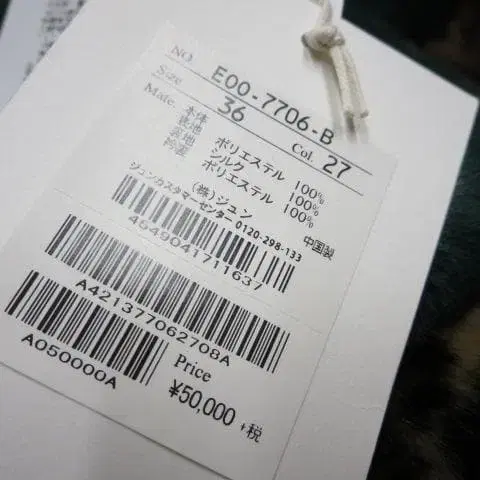 NO. E00-7706-B
Size 36 Col. 27
Mate. 本体
表地 ポリエステル 100%
裏地 シルク 100%
衿裏 ポリエステル 100%
(株)ジュン 中国製
ジュンカスタマーセンター 0120-298-133
4649041711637
A421377062708A
A050000A
Price
¥50,000 +税